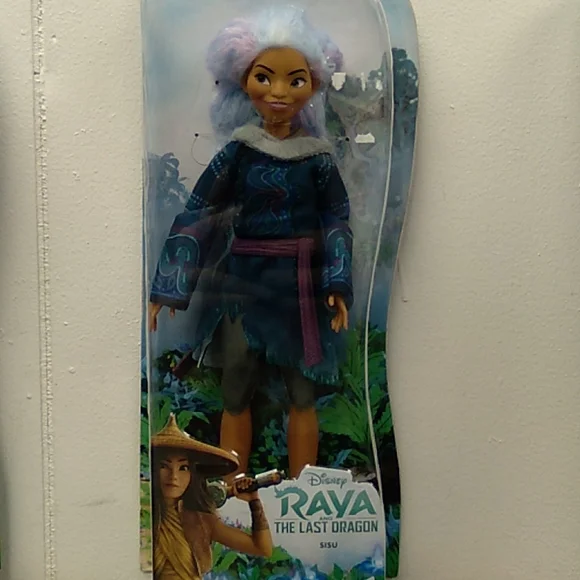 Disney
RAYA
AND
THE LAST DRAGON
SISU